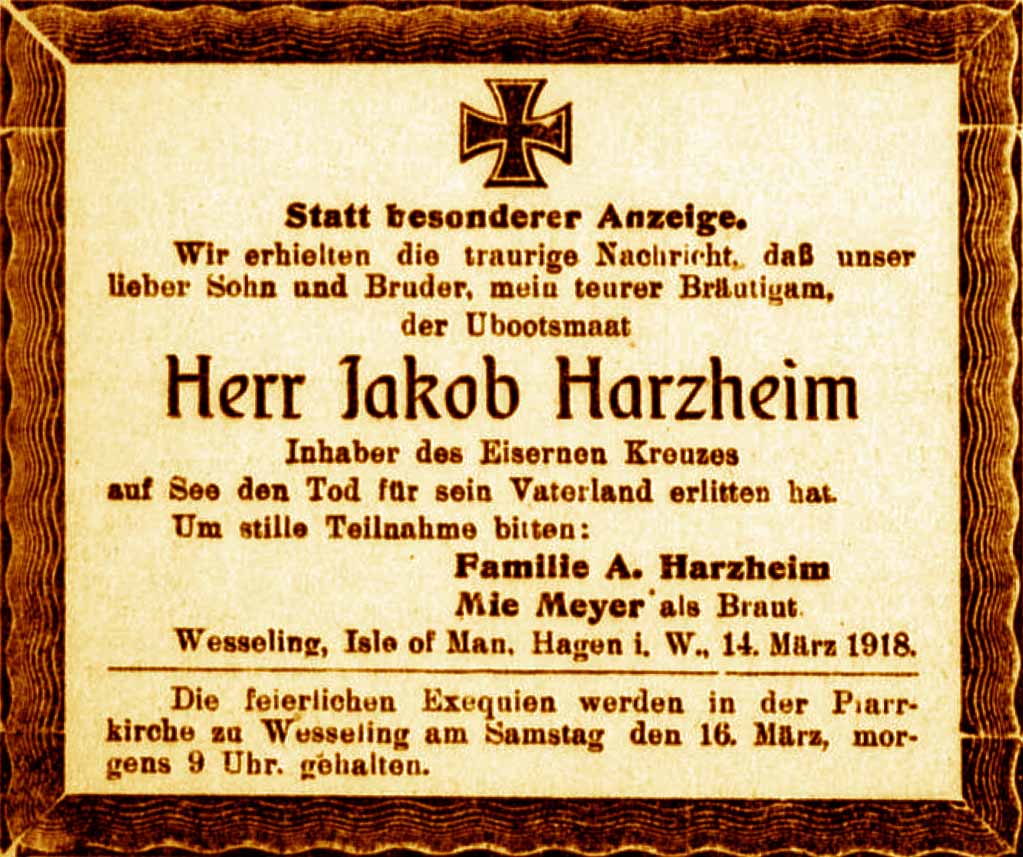 Statt besonderer Anzeige.
Wir erhielten die traurige Nachricht, daß unser
lieber Sohn und Bruder, mein teurer Bräutigam,
der Ubootsmaat
Herr Jakob Harzheim
Inhaber des Eisernen Kreuzes
auf See den Tod für sein Vaterland erlitten hat.
Um stille Teilnahme bitten:
Familie A. Harzheim
Mie Meyer als Braut.
Wesseling, Isle of Man, Hagen i. W., 14. März 1918.
Die feierlichen Exequien werden in der Pfarr-
kirche zu Wesseling am Samstag den 16. März, mor-
gens 9 Uhr. gehalten.